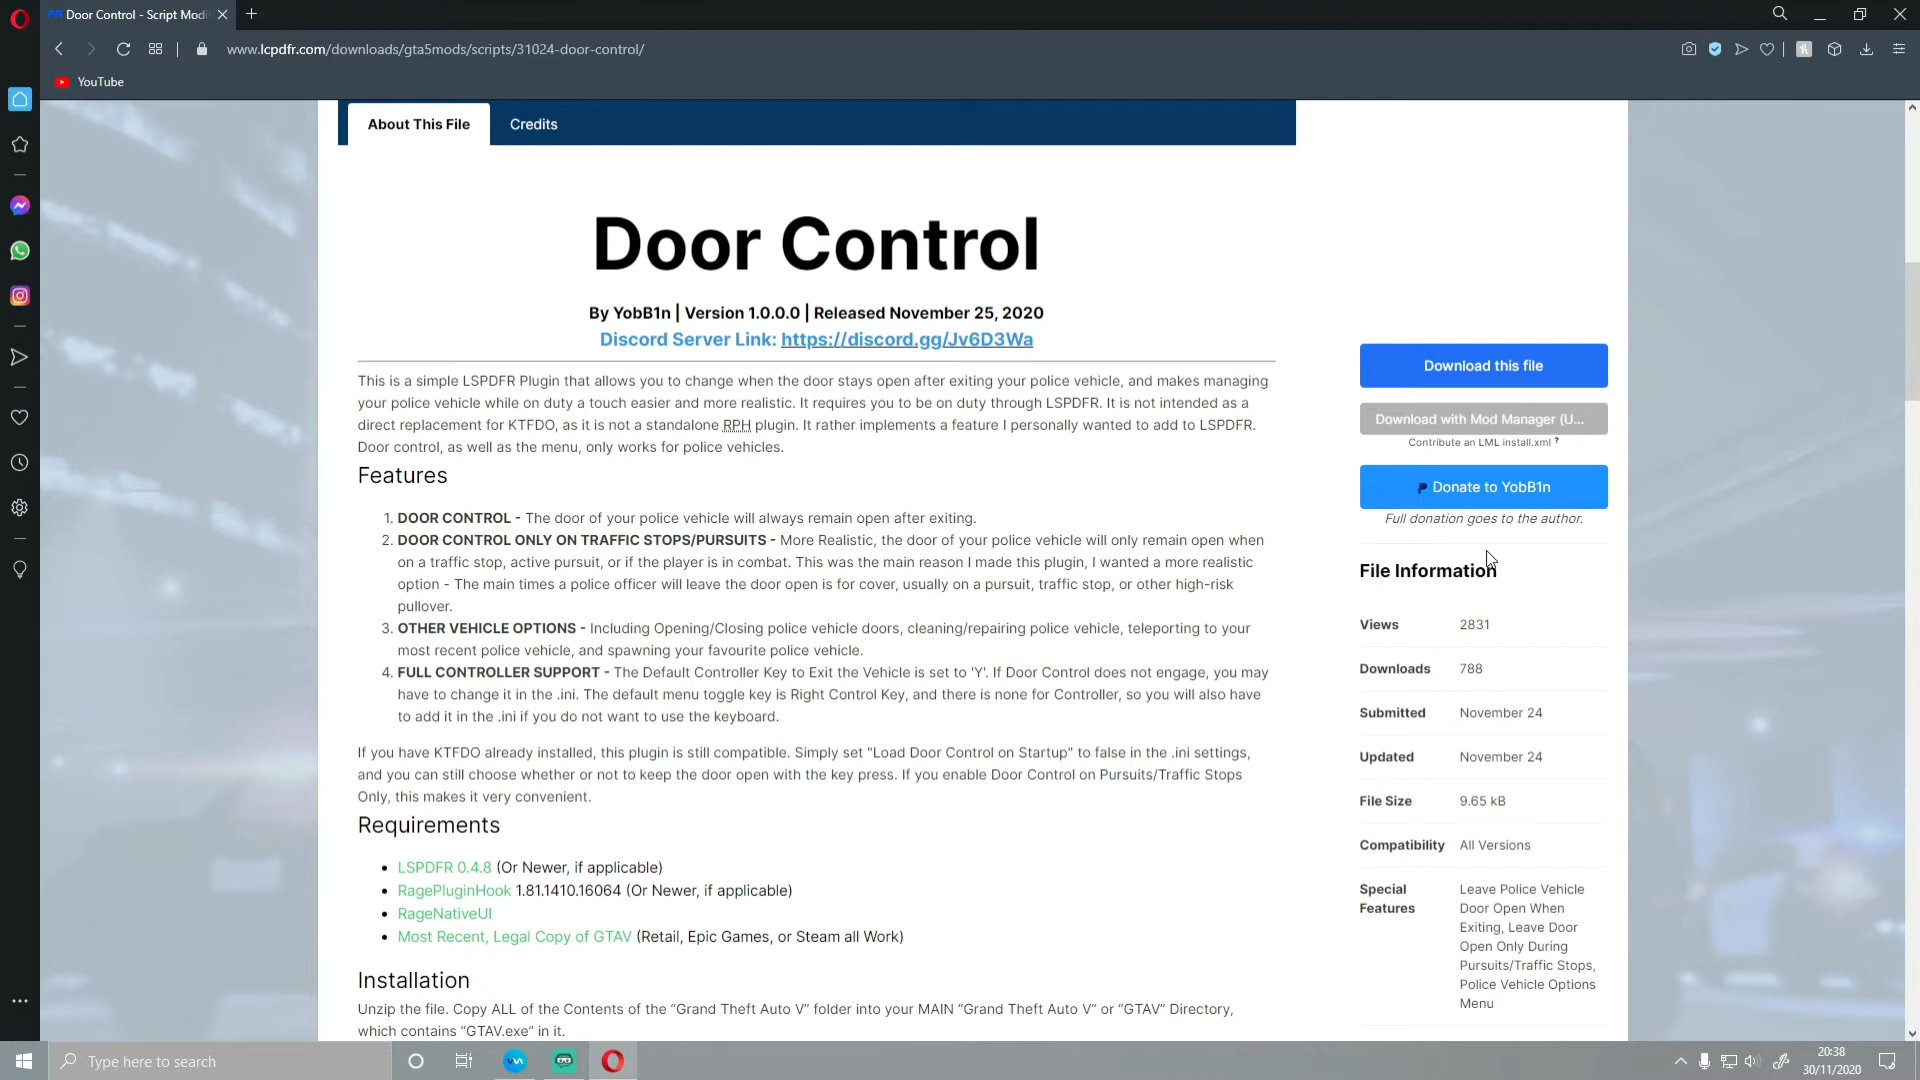 Door Control - Script Modi
www.lcpdfr.com/downloads/gta5mods/scripts/31024-door-control/
YouTube
About This File
Credits
Door Control
By YobB1n | Version 1.0.0.0 | Released November 25, 2020
Discord Server Link: https://discord.gg/Jv6D3Wa
This is a simple LSPDFR Plugin that allows you to change when the door stays open after exiting your police vehicle, and makes managing
your police vehicle while on duty a touch easier and more realistic. It requires you to be on duty through LSPDFR. It is not intended as a
direct replacement for KTFDO, as it is not a standalone RPH plugin. It rather implements a feature I personally wanted to add to LSPDFR.
Door control, as well as the menu, only works for police vehicles.
Features
1. DOOR CONTROL - The door of your police vehicle will always remain open after exiting.
2. DOOR CONTROL ONLY ON TRAFFIC STOPS/PURSUITS - More Realistic, the door of your police vehicle will only remain open when
on a traffic stop, active pursuit, or if the player is in combat. This was the main reason I made this plugin, I wanted a more realistic
option - The main times a police officer will leave the door open is for cover, usually on a pursuit, traffic stop, or other high-risk
pullover.
3. OTHER VEHICLE OPTIONS - Including Opening/Closing police vehicle doors, cleaning/repairing police vehicle, teleporting to your
most recent police vehicle, and spawning your favourite police vehicle.
4. FULL CONTROLLER SUPPORT - The Default Controller Key to Exit the Vehicle is set to 'Y'. If Door Control does not engage, you may
have to change it in the .ini. The default menu toggle key is Right Control Key, and there is none for Controller, so you will also have
to add it in the .ini if you do not want to use the keyboard.
If you have KTFDO already installed, this plugin is still compatible. Simply set "Load Door Control on Startup" to false in the .ini settings,
and you can still choose whether or not to keep the door open with the key press. If you enable Door Control on Pursuits/Traffic Stops
Only, this makes it very convenient.
Requirements
• LSPDFR 0.4.8 (Or Newer, if applicable)
• RagePluginHook 1.81.1410.16064 (Or Newer, if applicable)
• RageNativeUI
• Most Recent, Legal Copy of GTAV (Retail, Epic Games, or Steam all Work)
Installation
Unzip the file. Copy ALL of the Contents of the “Grand Theft Auto V” folder into your MAIN “Grand Theft Auto V” or “GTAV” Directory,
which contains “GTAV.exe” in it.
Download this file
Download with Mod Manager (U...
Contribute an LML install.xml ?
Donate to YobB1n
Full donation goes to the author.
File Information
Views 2831
Downloads 788
Submitted November 24
Updated November 24
File Size 9.65 kB
Compatibility All Versions
Special Features
Leave Police Vehicle
Door Open When
Exiting, Leave Door
Open Only During
Pursuits/Traffic Stops,
Police Vehicle Options
Menu
Type here to search
20:38
30/11/2020